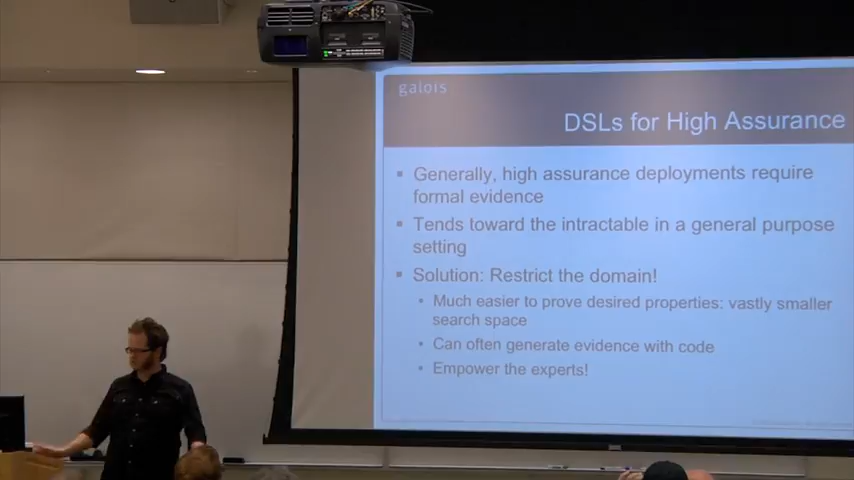 galois
DSLs for High Assurance
Generally, high assurance deployments require
formal evidence
Tends toward the intractable in a general purpose
setting
Solution: Restrict the domain!
Much easier to prove desired properties: vastly smaller
search space
Can often generate evidence with code
Empower the experts!